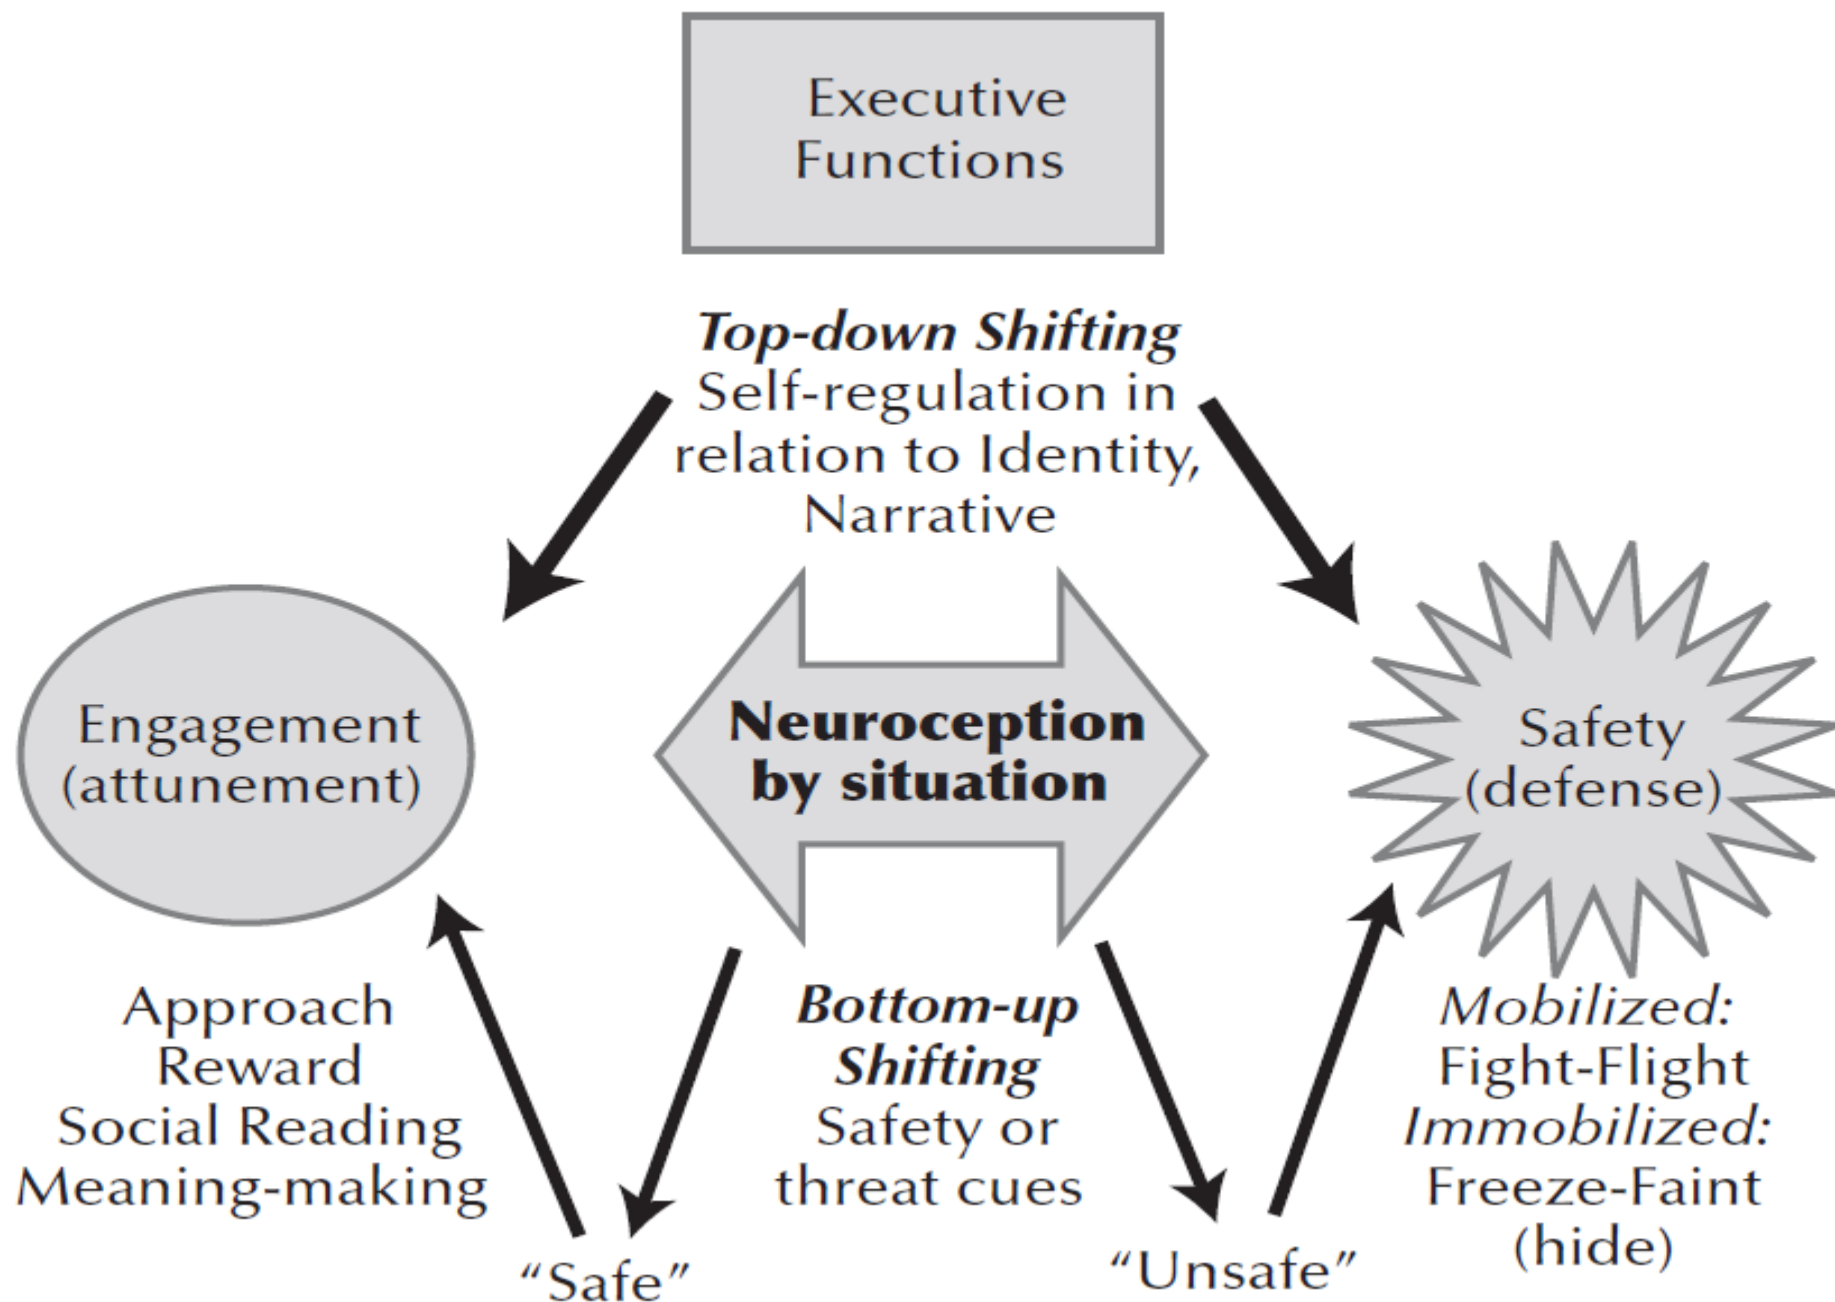 Executive
Functions
Top-down Shifting
Self-regulation in
relation to Identity,
Narrative
Engagement
(attunement)
Neuroception
by situation
Safety
(defense)
Approach
Reward
Social Reading
Meaning-making
Bottom-up
Shifting
Safety or
threat cues
Mobilized:
Fight-Flight
Immobilized:
Freeze-Faint
(hide)
“Safe”
“Unsafe”